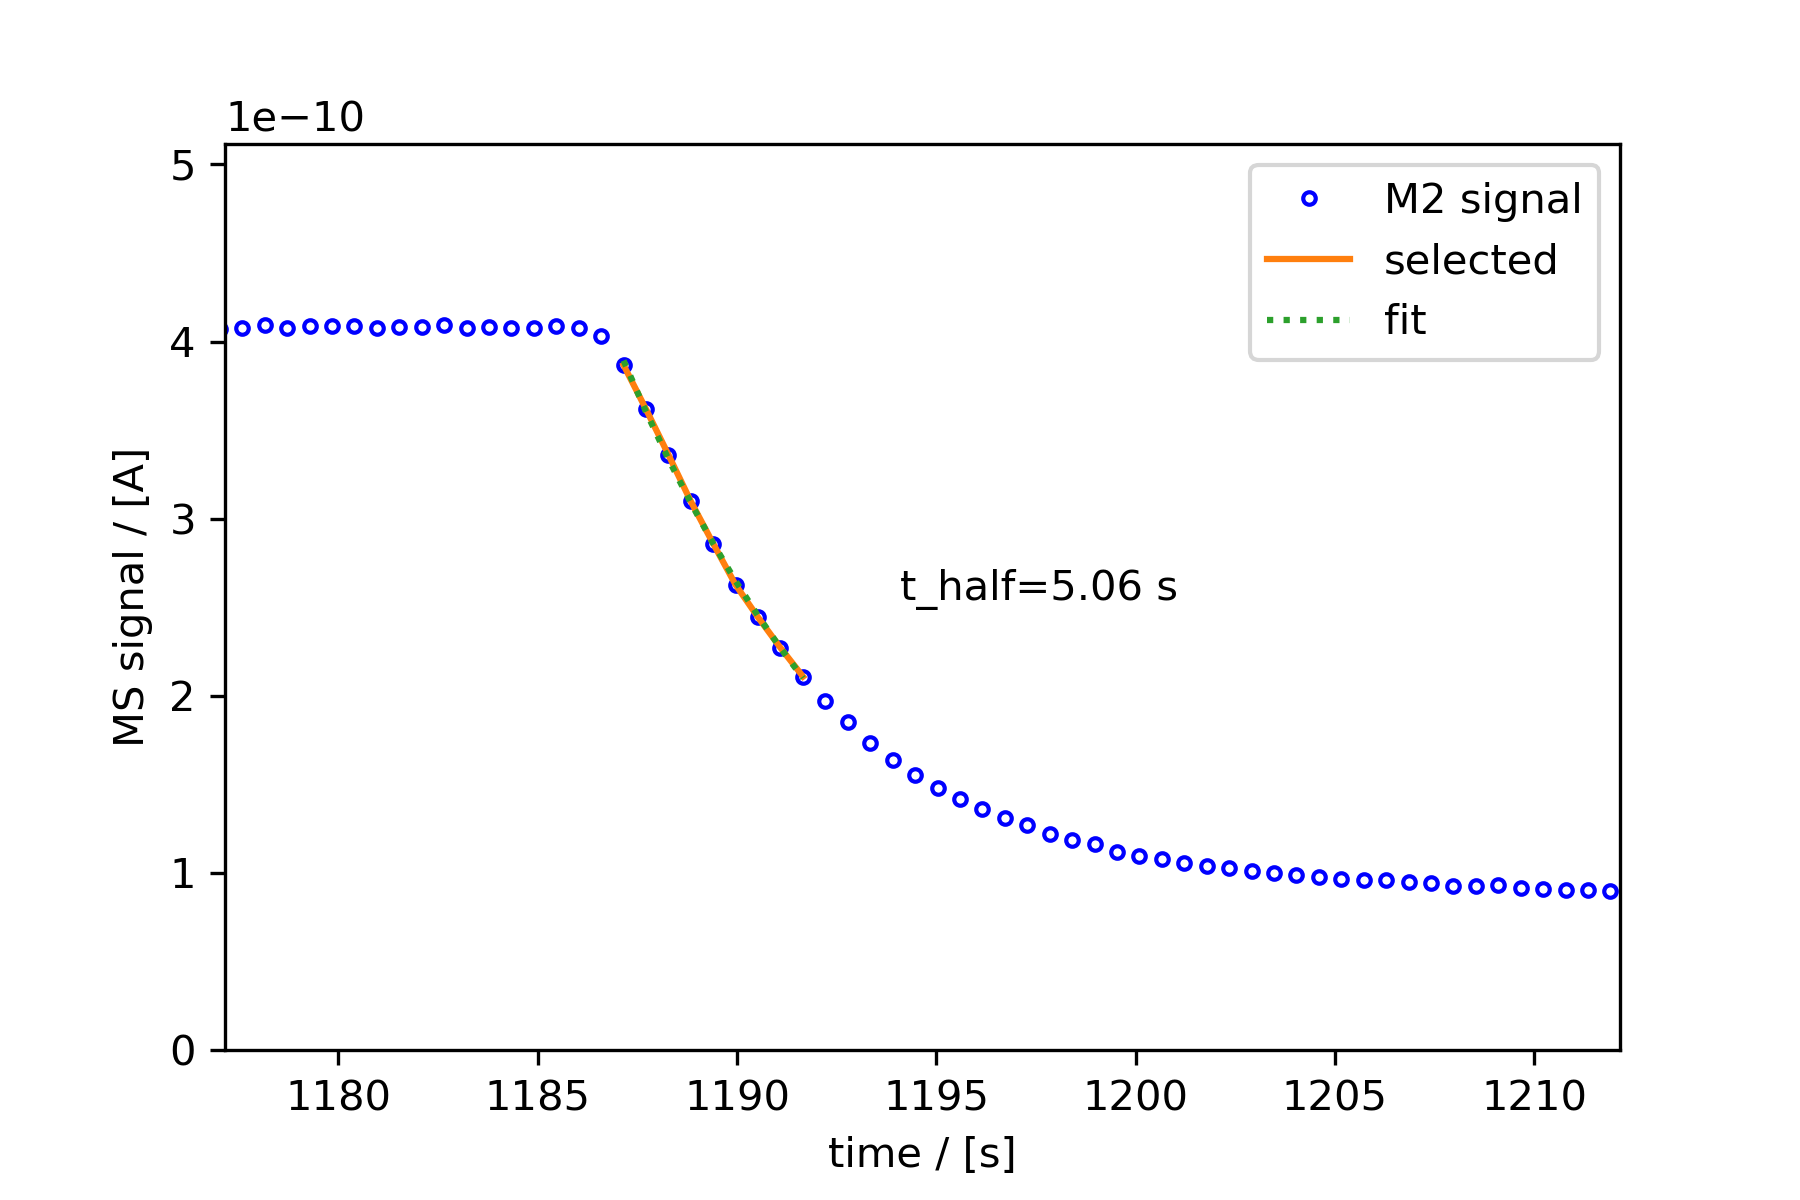 1e−10
5
4
3
2
1
0
MS signal / [A]
M2 signal
selected
fit
t_half=5.06 s
1180 1185 1190 1195 1200 1205 1210
time / [s]